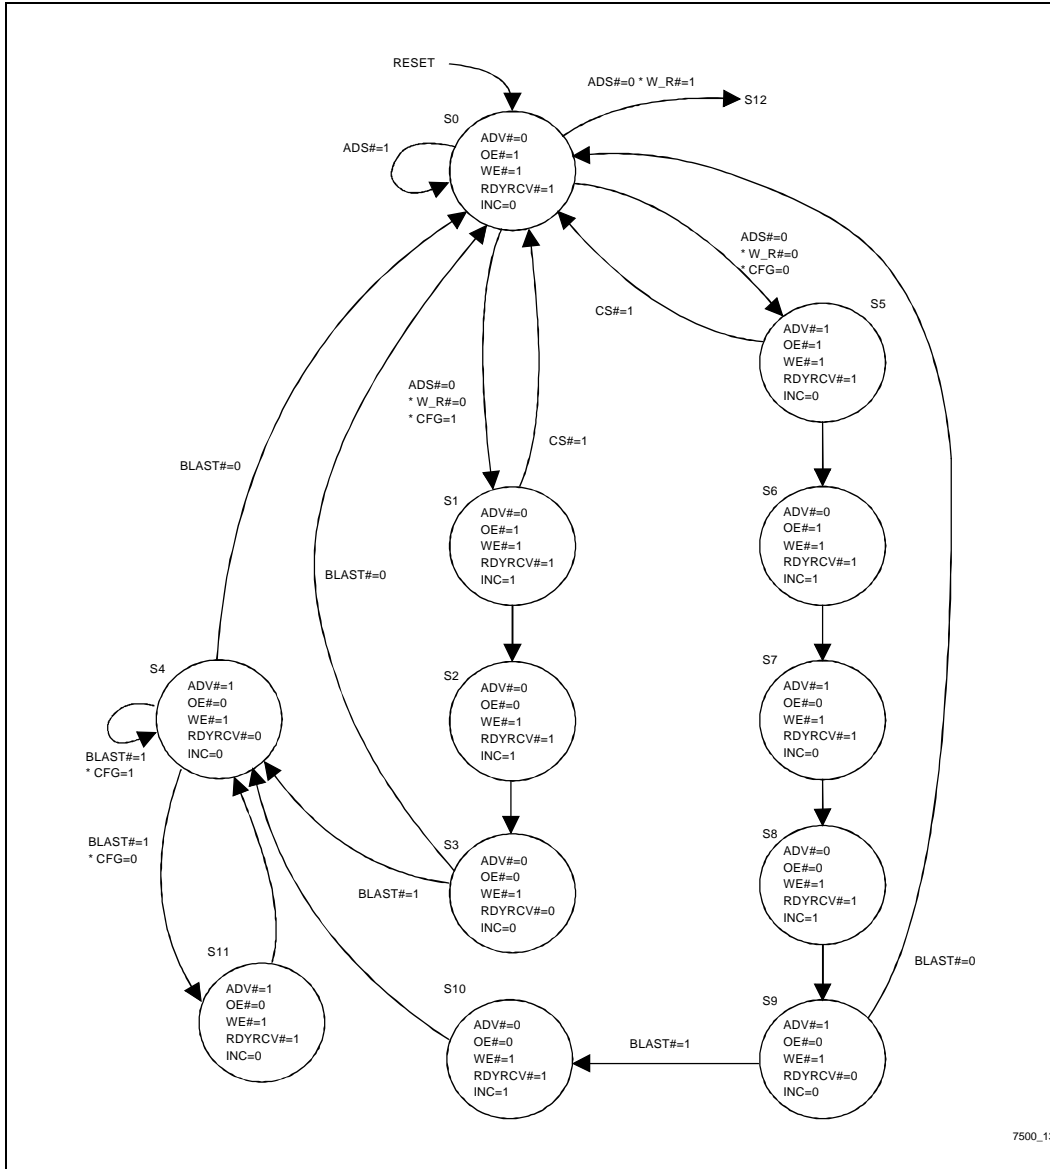 RESET
ADS#=0 * W_R#=1
S12
S0
ADV#=0
OE#=1
WE#=1
RDYRCV#=1
INC=0
ADS#=1
ADS#=0
* W_R#=0
* CFG=0
CS#=1
S5
ADV#=1
OE#=1
WE#=1
RDYRCV#=1
INC=0
ADS#=0
* W_R#=0
* CFG=1
CS#=1
BLAST#=0
S1
ADV#=0
OE#=1
WE#=1
RDYRCV#=1
INC=1
S6
ADV#=0
OE#=1
WE#=1
RDYRCV#=1
INC=1
BLAST#=0
S4
ADV#=1
OE#=0
WE#=1
RDYRCV#=0
INC=0
BLAST#=1
* CFG=1
S2
ADV#=0
OE#=0
WE#=1
RDYRCV#=1
INC=1
S7
ADV#=1
OE#=0
WE#=1
RDYRCV#=1
INC=0
BLAST#=1
* CFG=0
S3
ADV#=0
OE#=0
WE#=1
RDYRCV#=0
INC=0
BLAST#=1
S8
ADV#=0
OE#=0
WE#=1
RDYRCV#=1
INC=1
BLAST#=0
S11
ADV#=1
OE#=0
WE#=1
RDYRCV#=1
INC=0
S10
ADV#=0
OE#=0
WE#=1
RDYRCV#=1
INC=1
BLAST#=1
S9
ADV#=1
OE#=0
WE#=1
RDYRCV#=0
INC=0